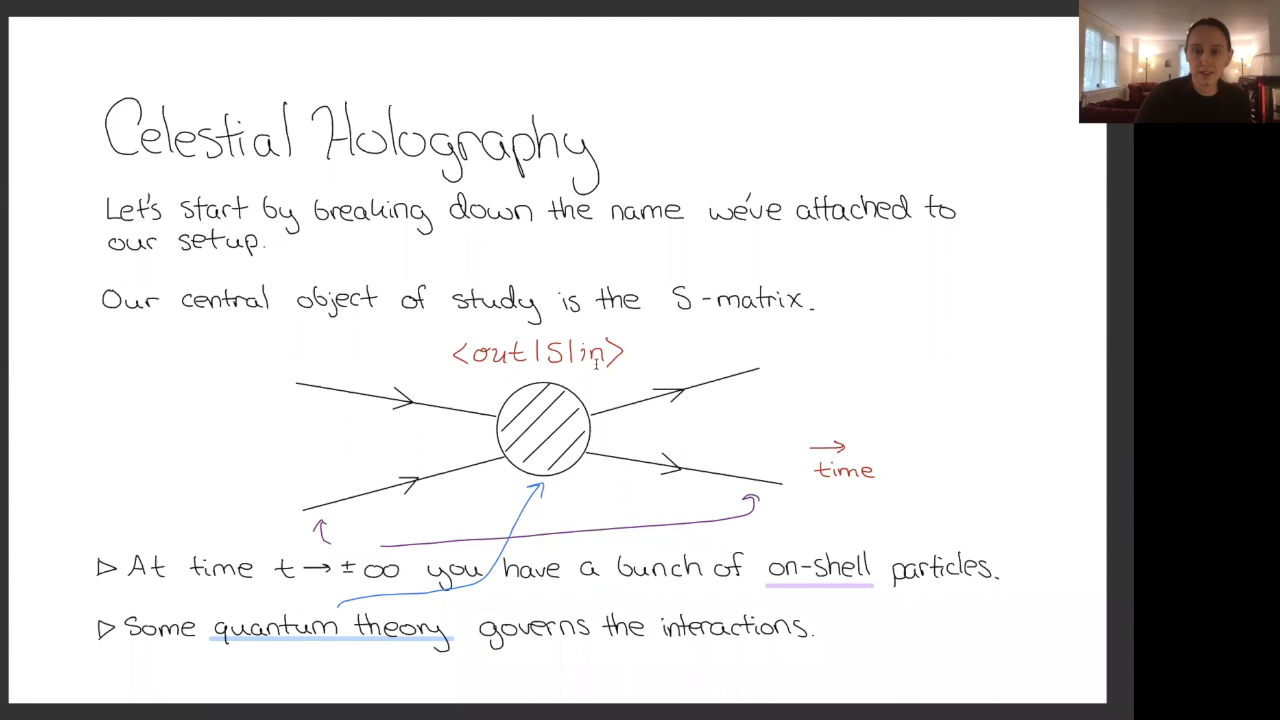 Celestial Holography
Let's start by breaking down the name we've attached to
our setup.
Our central object of study is the S-matrix.
<out|S|in>
time
▷ At time t → ± ∞ you have a bunch of on-shell particles.
▷ Some quantum theory governs the interactions.